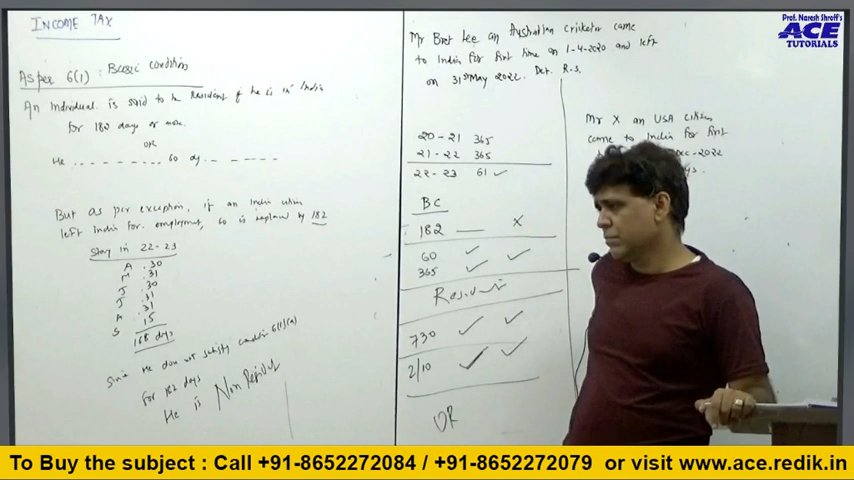 INCOME TAX
As per 6(1) : Basic condition
An Individual is said to be Resident if he is in India
for 182 days or more.
OR
He .......... 60 dy.. .......
But as per exception, if an Indian citizen
left India for employment, 60 is replaced by 182
Stay in 22-23
A . 30
M . 31
J . 30
J . 31
A . 31
S 15
168 days
Since He does not satisfy condition 6(1)(a)
for 182 days
He is Non Resident
Mr Bret Lee an Australian cricketer came
to India for first time on 1-4-2020 and left
on 31st May 2022. Det. R.S.
20-21 365
21-22 365
22-23 61 ✓
BC
182 — X
60 ✓ ✓
365 ✓ ✓
Resident
730 ✓ ✓
2/10 ✓ ✓
OR
Mr X an USA citizen
came to India for first
Dec-2022
Prof. Naresh Shroff's
ACE
TUTORIALS
To Buy the subject : Call +91-8652272084 / +91-8652272079 or visit www.ace.redik.in